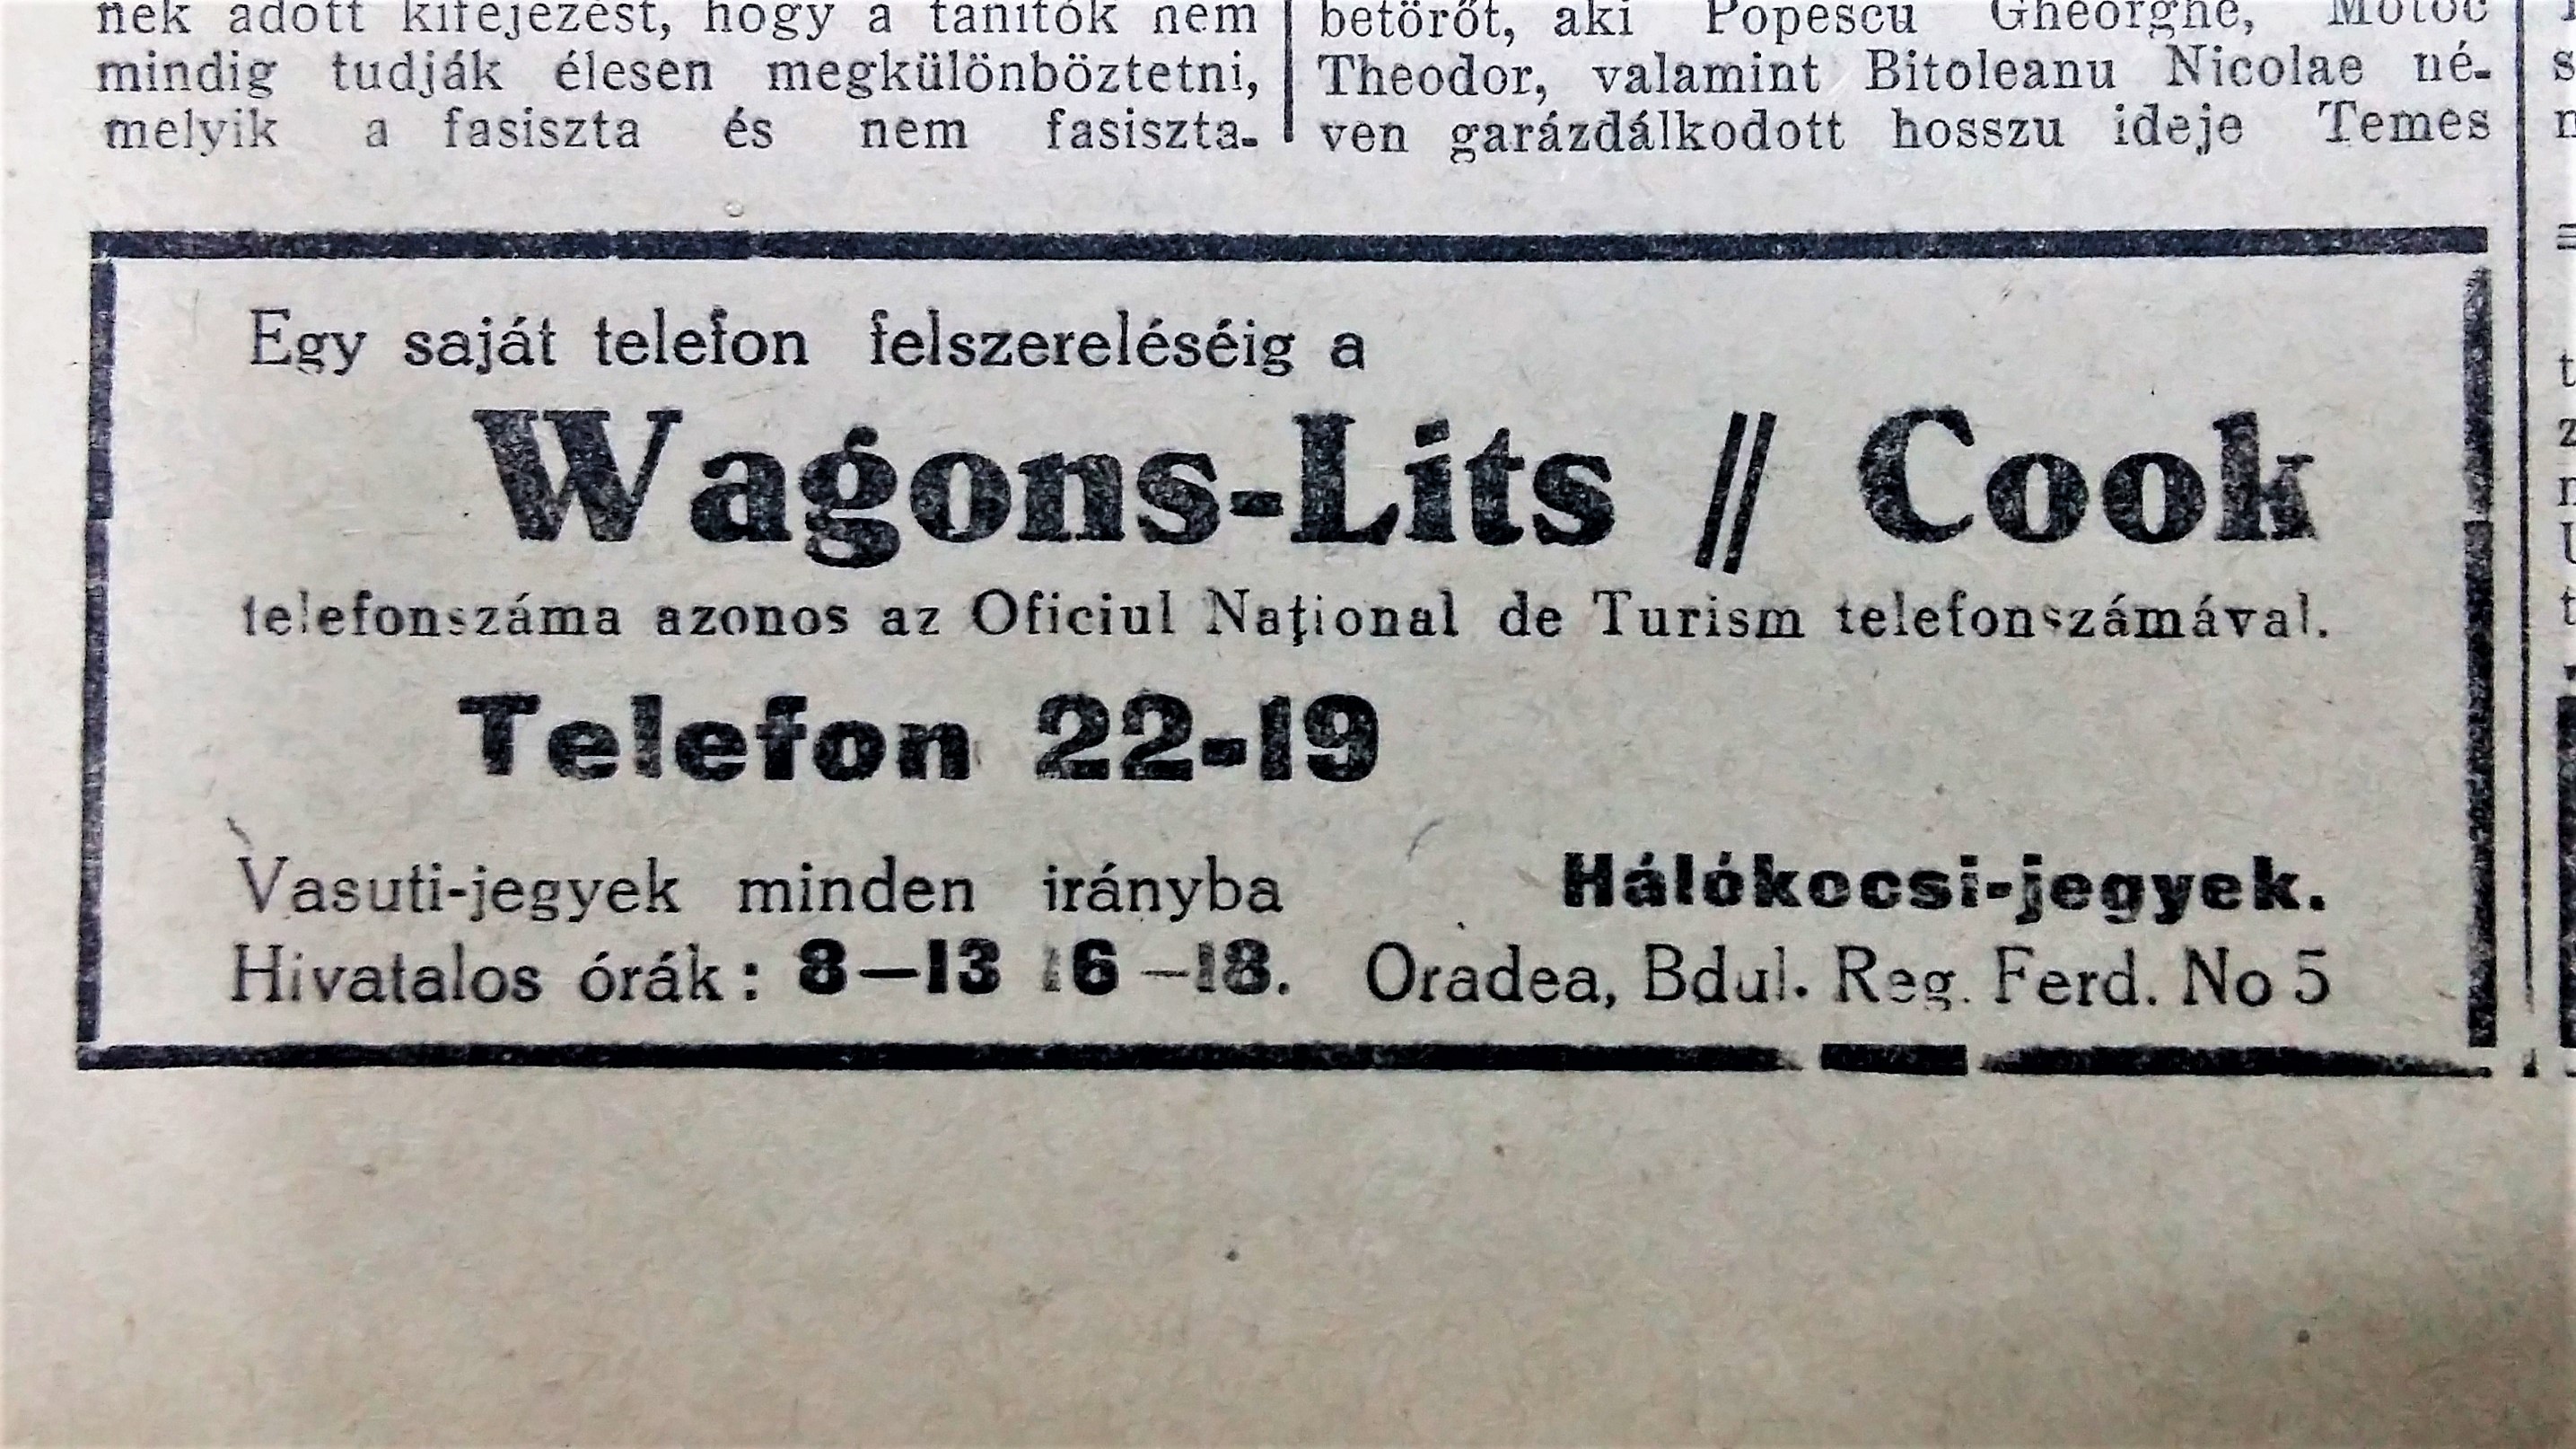 nek adott kifejezést, hogy a tanitók nem
mindig tudják élesen megkülönböztetni,
melyik a fasiszta és nem fasiszta-
betörőt, aki Popescu Gheorghe, Motoc
Theodor, valamint Bitoleanu Nicolae né-
ven garázdálkodott hosszu ideje Temes
Egy saját telefon felszereléséig a
Wagons-Lits // Cook
telefonszáma azonos az Oficiul Naţional de Turism telefonszámával.
Telefon 22-19
Vasuti-jegyek minden irányba Hálókocsi-jegyek.
Hivatalos órák: 8—13 16—18. Oradea, Bdul. Reg. Ferd. No 5